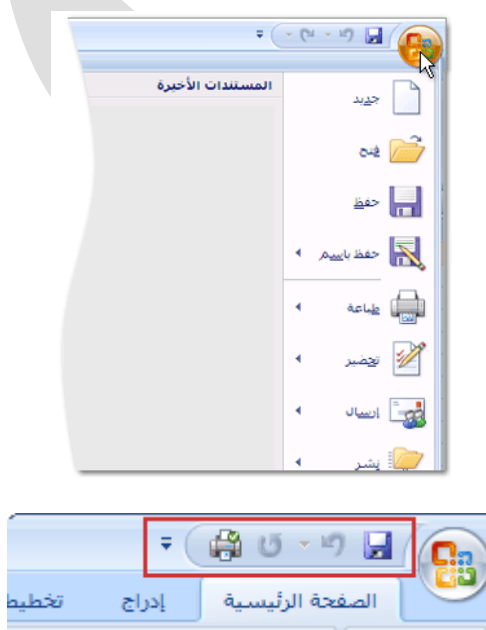 المستندات الأخيرة
جديد
فتح
حفظ
حفظ باسم
طباعة
تحضير
إرسال
نشر
الصفحة الرئيسية
إدراج
تخطيط